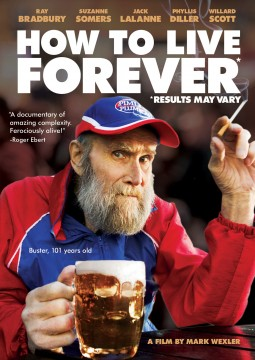 RAY BRADBURY SUZANNE SOMERS JACK LALANNE PHYLLIS DILLER WILLARD SCOTT
HOW TO LIVE
FOREVER*
*RESULTS MAY VARY
"A documentary of
amazing complexity.
Ferociously alive!"
-Roger Ebert
Buster, 101 years old
A FILM BY MARK WEXLER